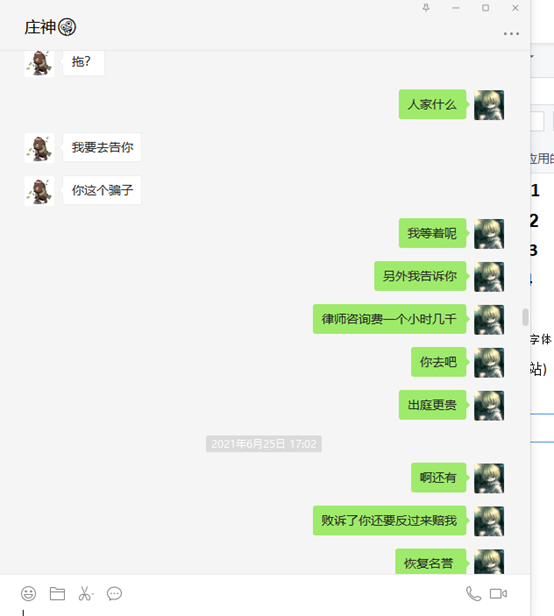 庄神
拖?
人家什么
我要去告你
你这个骗子
我等着呢
另外我告诉你
律师咨询费一个小时几千
你去吧
出庭更贵
2021年6月25日 17:02
啊还有
败诉了你还要反过来赔我
恢复名誉
应用的
1
2
3
字体
站)